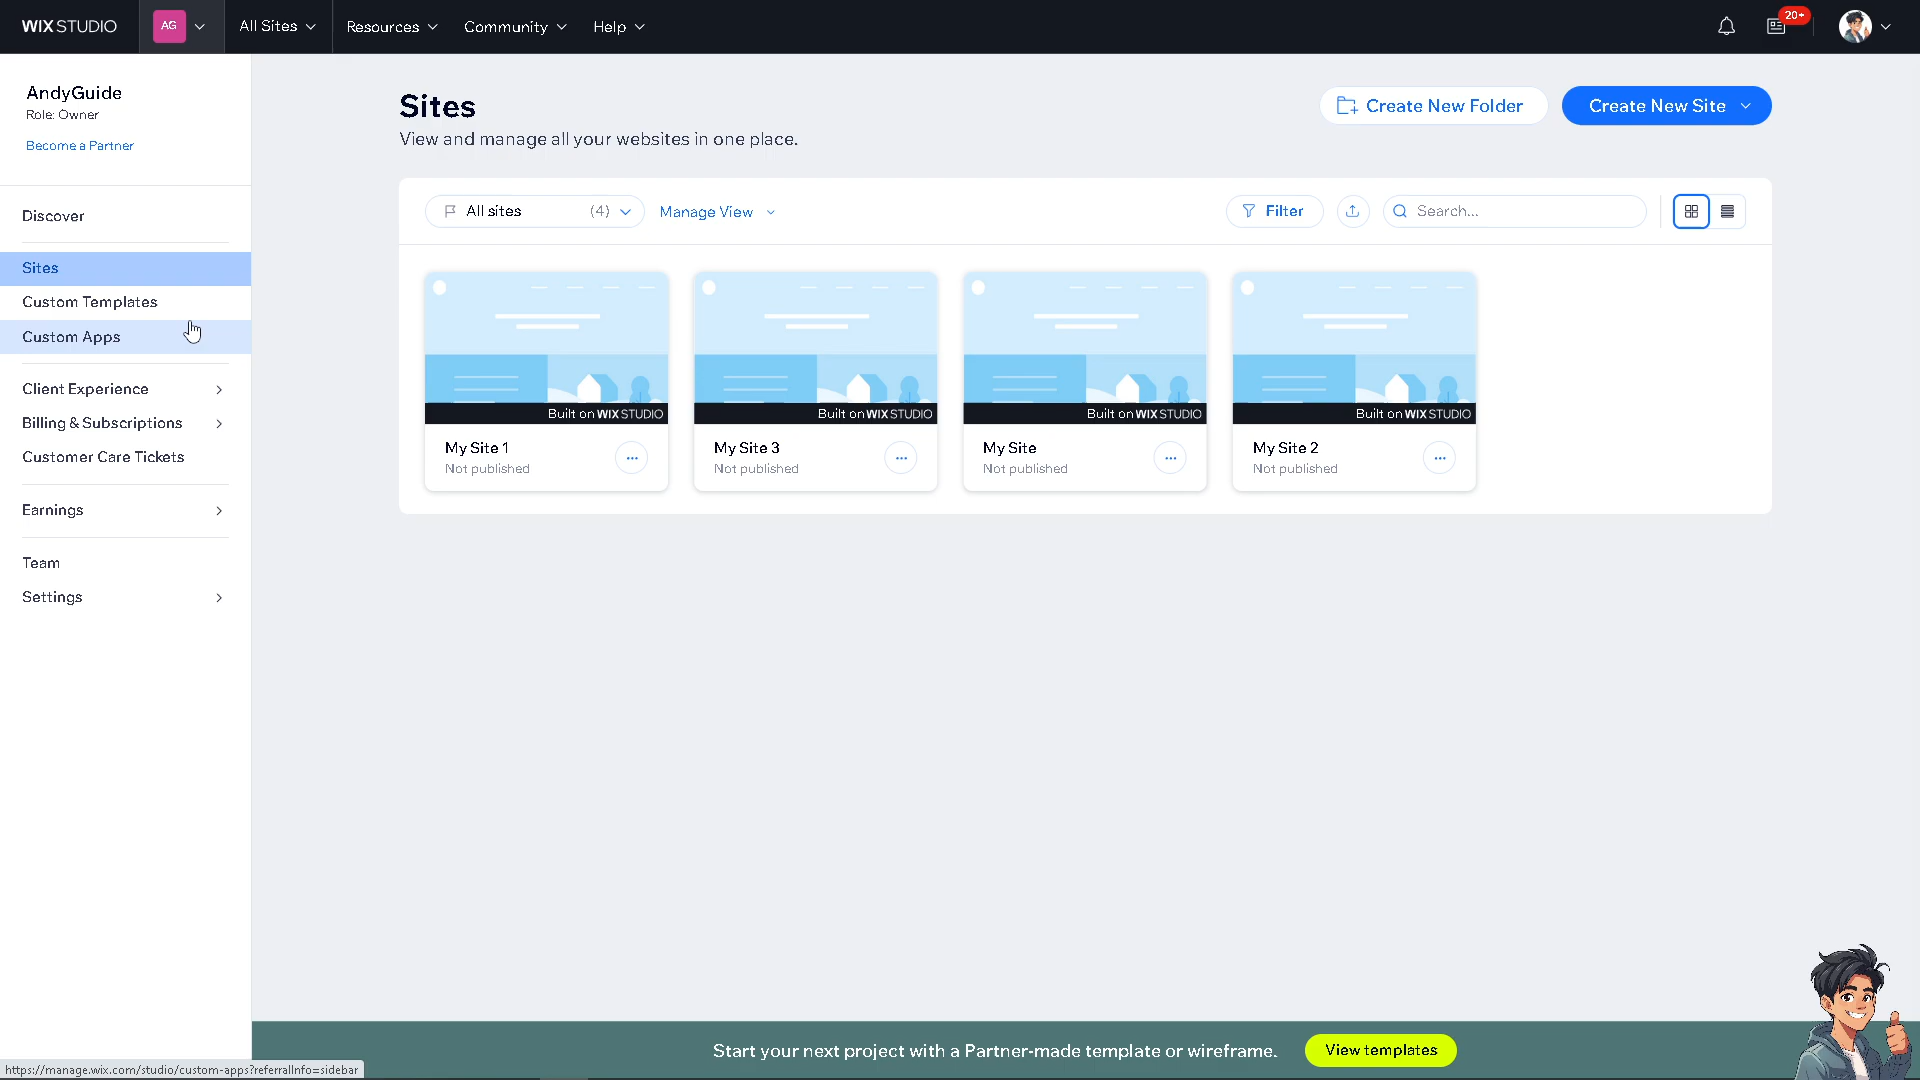 WIX STUDIO
AG
All Sites
Resources
Community
Help
20+
AndyGuide
Role: Owner
Become a Partner
Discover
Sites
Custom Templates
Custom Apps
Client Experience
Billing & Subscriptions
Customer Care Tickets
Earnings
Team
Settings
Sites
View and manage all your websites in one place.
Create New Folder
Create New Site
All sites (4)
Manage View
Filter
Search...
Built on WIX STUDIO
Built on WIX STUDIO
Built on WIX STUDIO
Built on WIX STUDIO
My Site 1
Not published
My Site 3
Not published
My Site
Not published
My Site 2
Not published
Start your next project with a Partner-made template or wireframe.
View templates
https://manage.wix.com/studio/custom-apps?referralInfo=sidebar